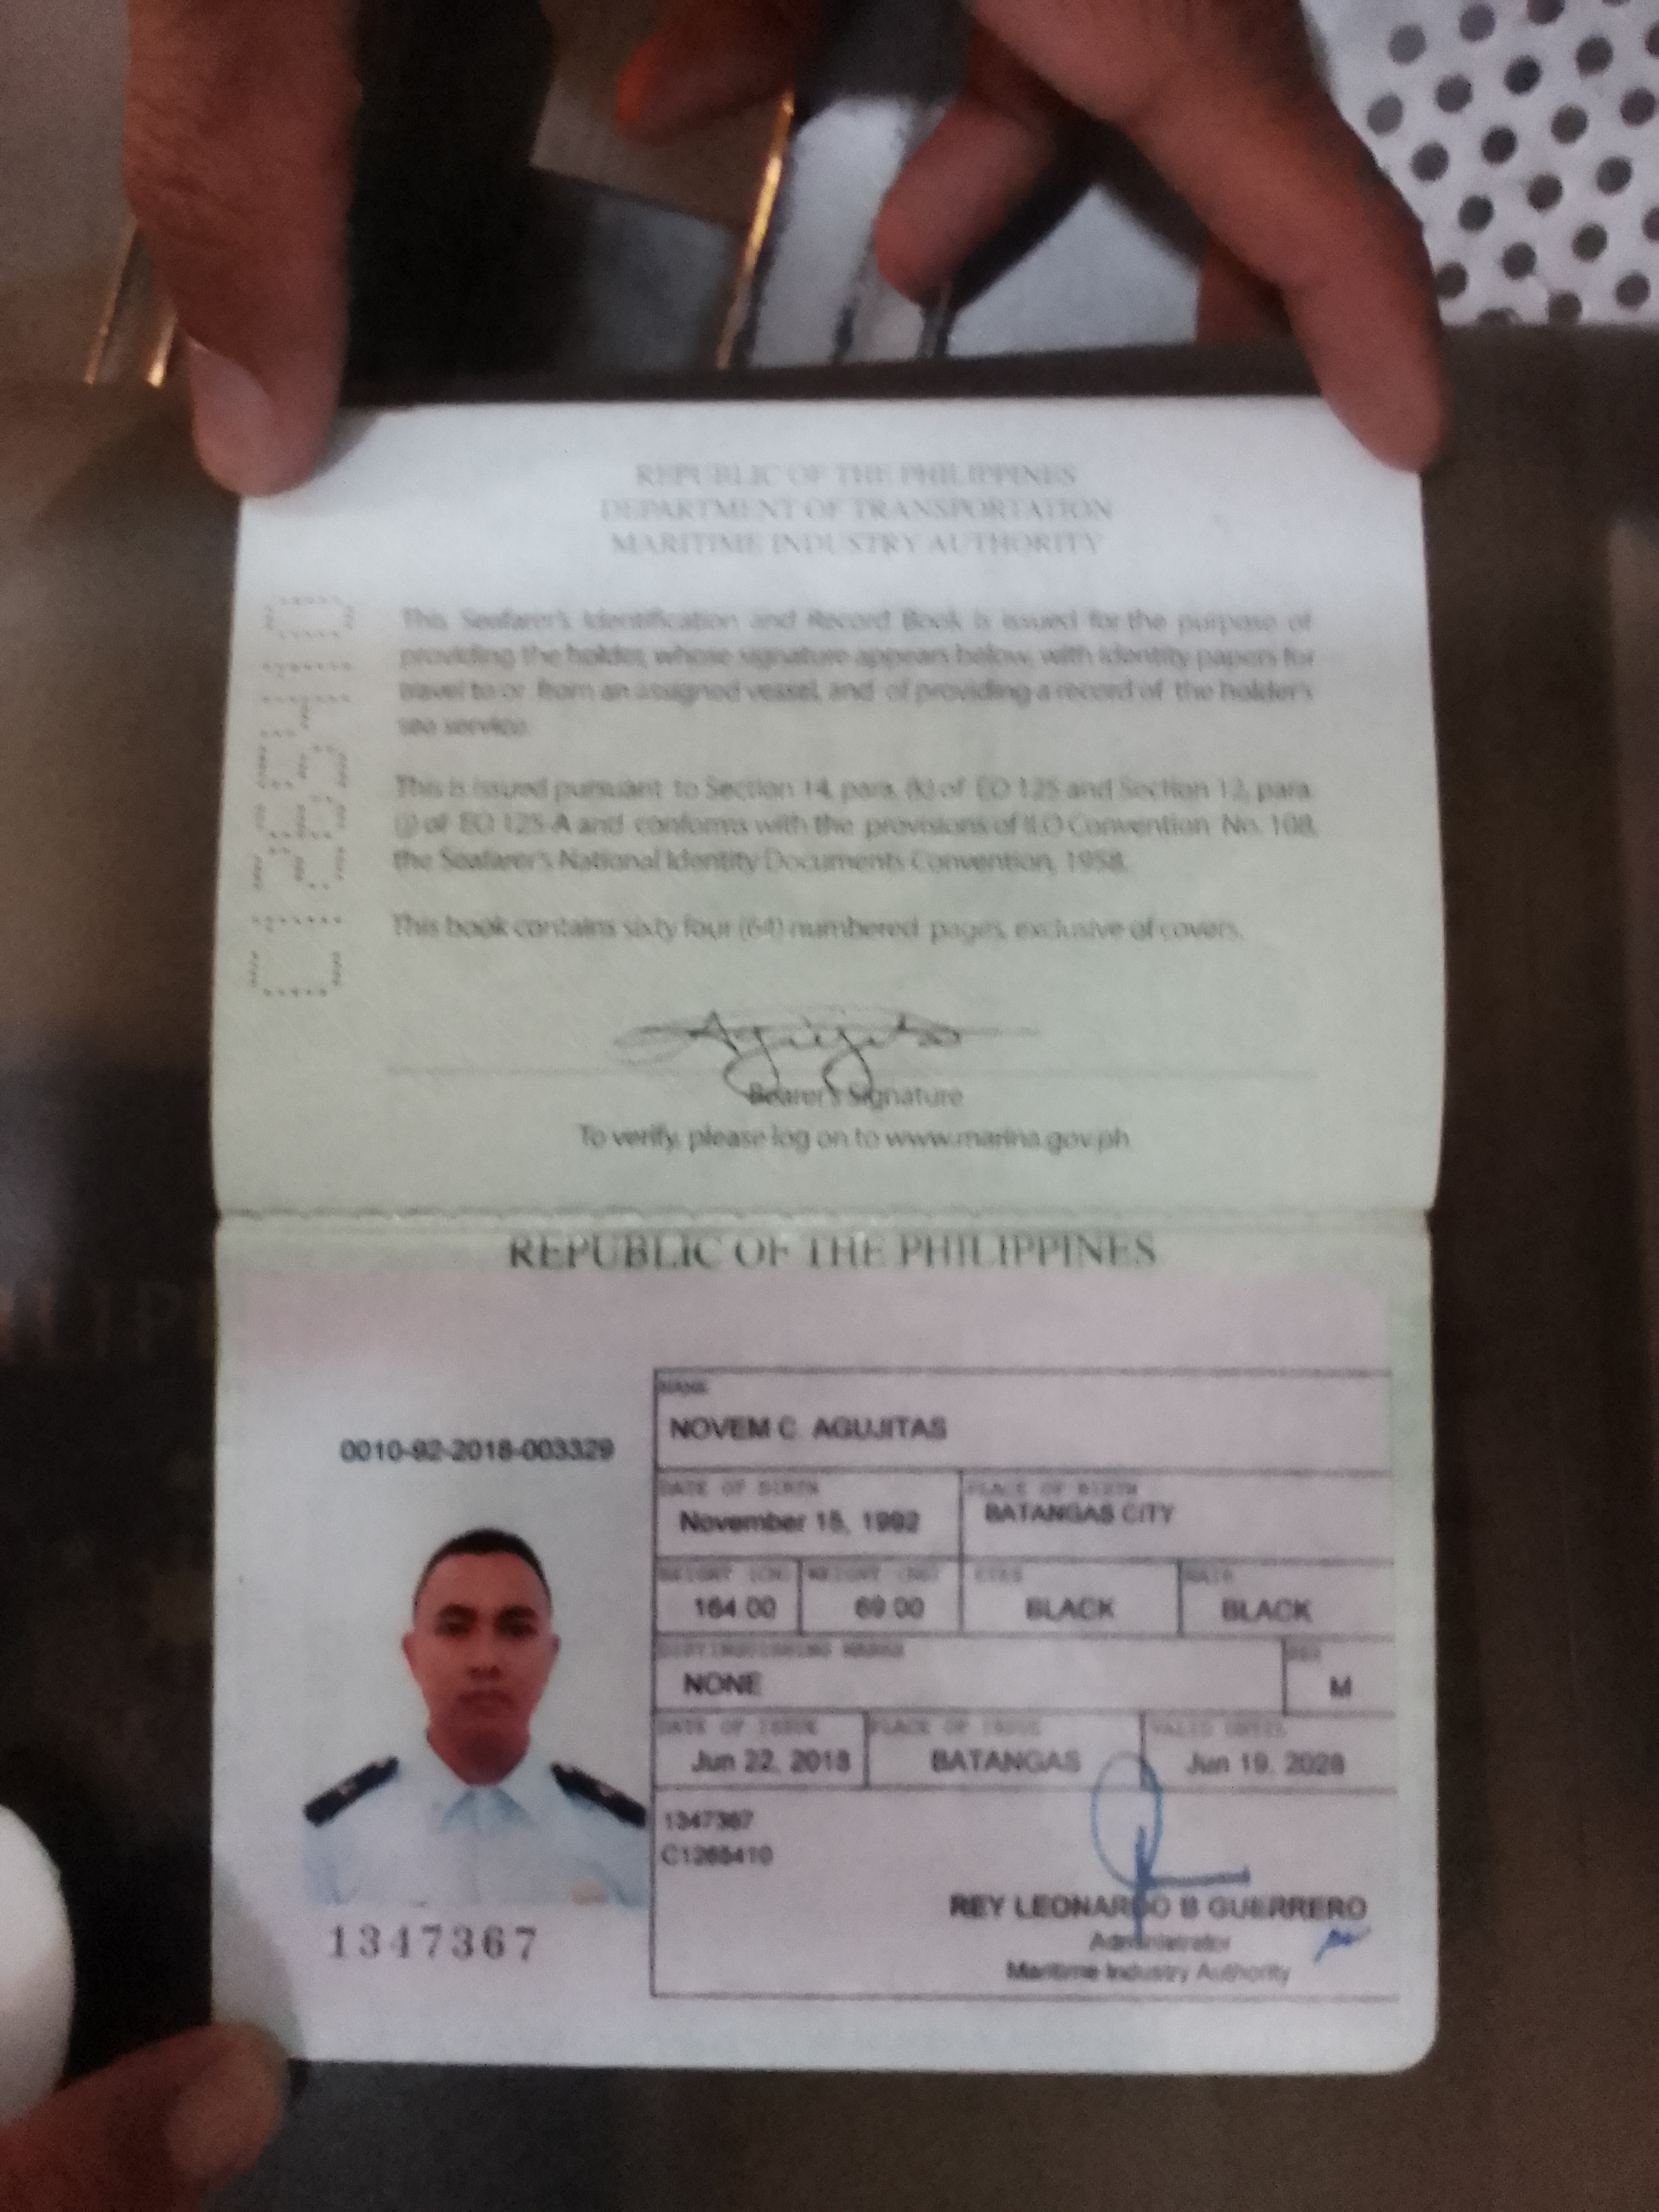 REPUBLIC OF THE PHILIPPINES
DEPARTMENT OF TRANSPORTATION
MARITIME INDUSTRY AUTHORITY
This Seafarer's Identification and Record Book is issued for the purpose of
providing the holder, whose signature appears below, with identity papers for
travel to or from an assigned vessel, and of providing a record of the holder's
sea service.
This is issued pursuant to Section 14, para. (k) of EO 125 and Section 12, para
(j) of EO 125-A and conforms with the provisions of ILO Convention No. 108,
the Seafarer's National Identity Documents Convention, 1958.
This book contains sixty four (64) numbered pages, exclusive of covers.
Agujitas
Bearer's Signature
To verify, please log on to www.marina.gov.ph
REPUBLIC OF THE PHILIPPINES
0010-92-2018-003329
NAME
NOVEM C. AGUJITAS
DATE OF BIRTH
November 15, 1992
PLACE OF BIRTH
BATANGAS CITY
HEIGHT (CM)
164.00
WEIGHT (KG)
69.00
EYES
BLACK
HAIR
BLACK
DISTINGUISHING MARKS
NONE
SEX
M
DATE OF ISSUE
Jun 22, 2018
PLACE OF ISSUE
BATANGAS
VALID UNTIL
Jun 19, 2028
1347367
C1265410
REY LEONARDO B GUERRERO
Administrator
Maritime Industry Authority
1347367